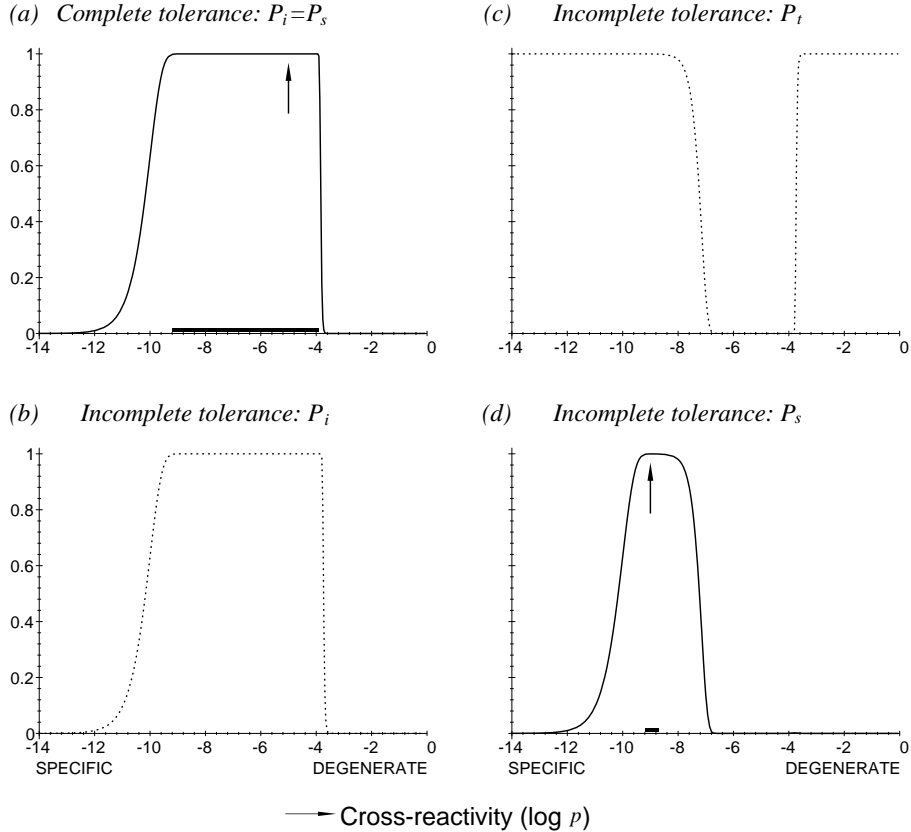 (a) Complete tolerance: Pi=Ps
1
0.8
0.6
0.4
0.2
0
-14 -12 -10 -8 -6 -4 -2 0
(c) Incomplete tolerance: Pt
1
0.8
0.6
0.4
0.2
0
-14 -12 -10 -8 -6 -4 -2 0
(b) Incomplete tolerance: Pi
1
0.8
0.6
0.4
0.2
0
-14 -12 -10 -8 -6 -4 -2 0
SPECIFIC DEGENERATE
(d) Incomplete tolerance: Ps
1
0.8
0.6
0.4
0.2
0
-14 -12 -10 -8 -6 -4 -2 0
SPECIFIC DEGENERATE
Cross-reactivity (log p)